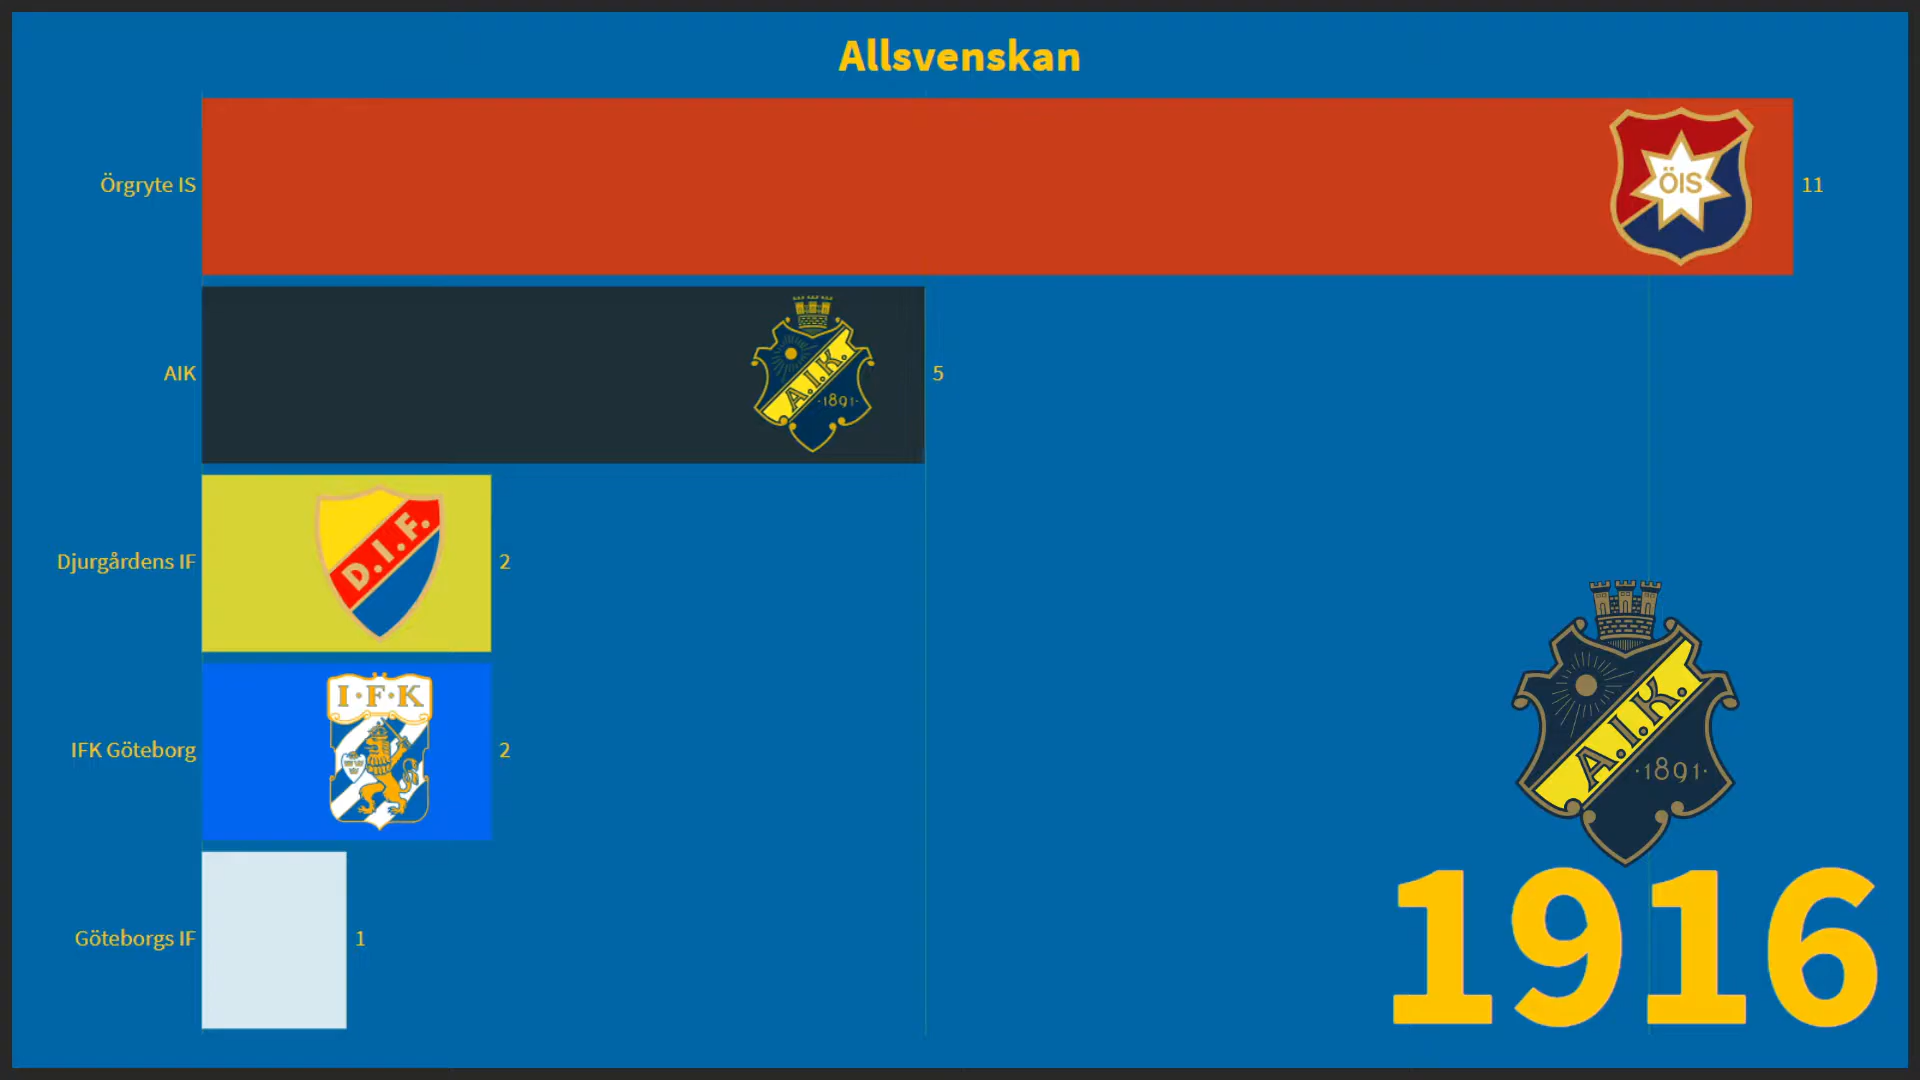 Allsvenskan
Örgryte IS
ÖIS
11
AIK
A.I.K.
·1891·
5
Djurgårdens IF
D.I.F.
2
IFK Göteborg
I·F·K
2
A.I.K.
·1891·
Göteborgs IF
1
1916